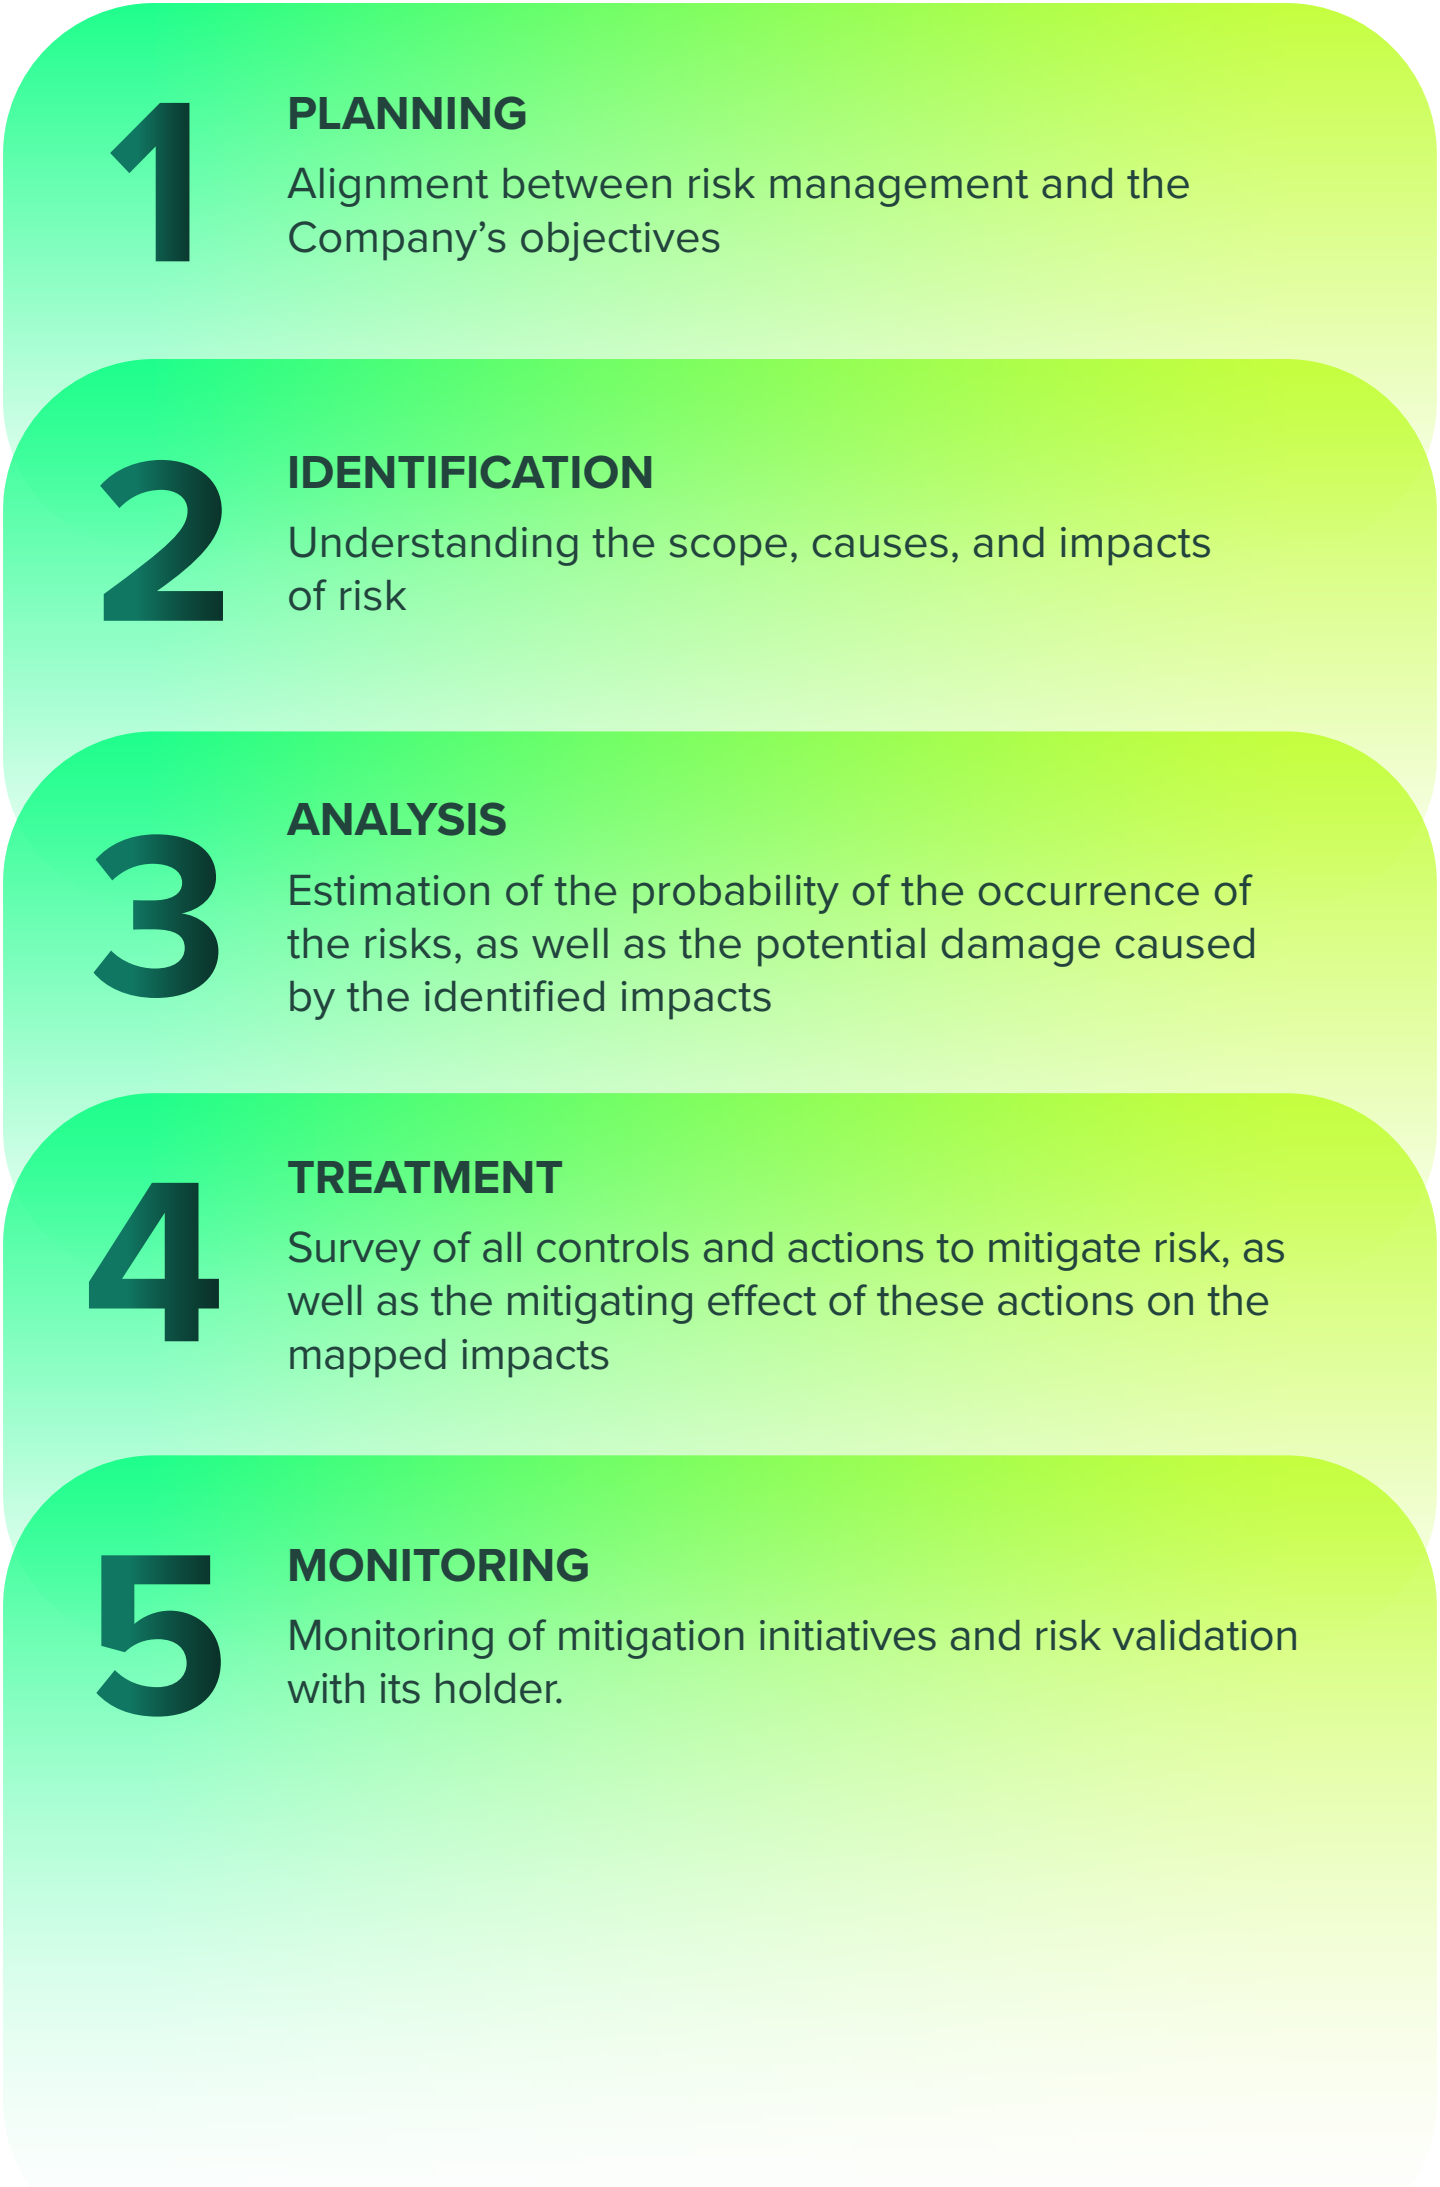 1
PLANNING
Alignment between risk management and the
Company’s objectives
2
IDENTIFICATION
Understanding the scope, causes, and impacts
of risk
3
ANALYSIS
Estimation of the probability of the occurrence of
the risks, as well as the potential damage caused
by the identified impacts
4
TREATMENT
Survey of all controls and actions to mitigate risk, as
well as the mitigating effect of these actions on the
mapped impacts
5
MONITORING
Monitoring of mitigation initiatives and risk validation
with its holder.